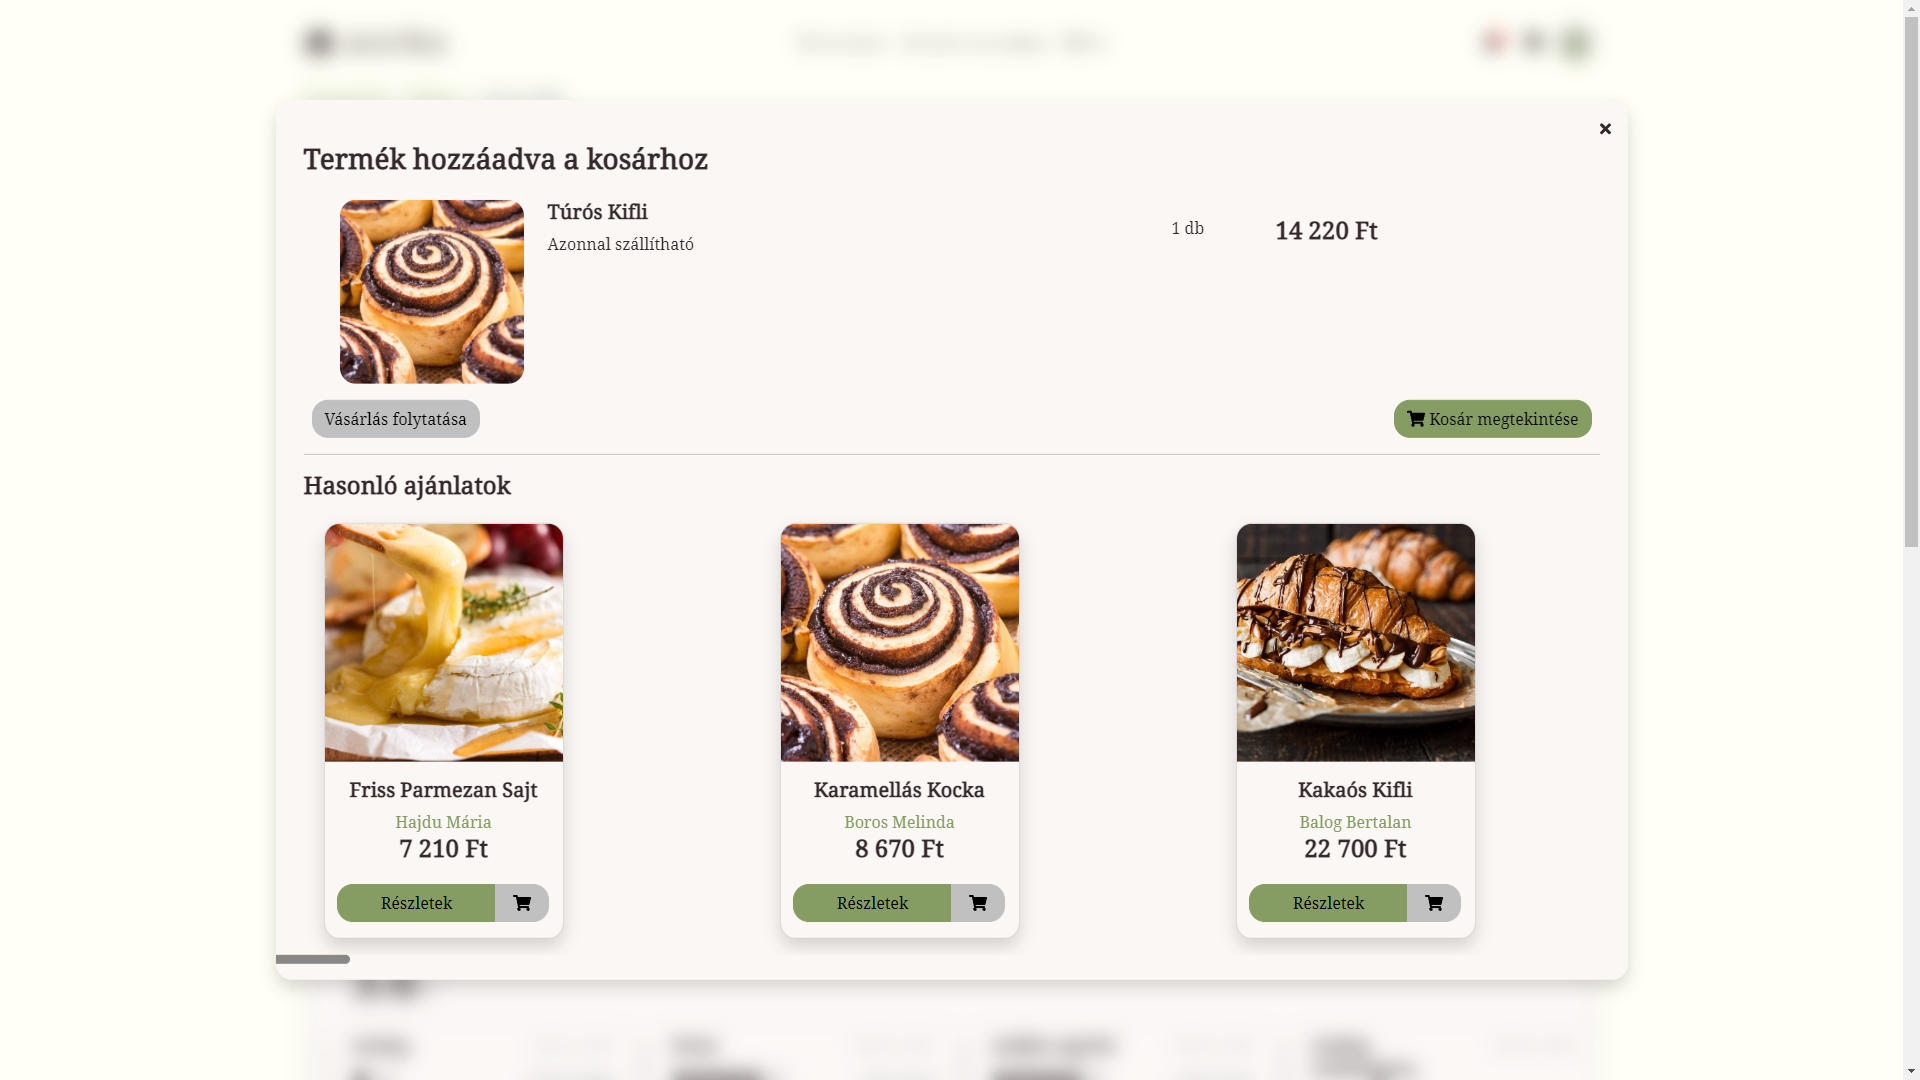 Termék hozzáadva a kosárhoz
Túrós Kifli
Azonnal szállítható
1 db
14 220 Ft
Vásárlás folytatása
Kosár megtekintése
Hasonló ajánlatok
Friss Parmezan Sajt
Hajdu Mária
7 210 Ft
Részletek
Karamellás Kocka
Boros Melinda
8 670 Ft
Részletek
Kakaós Kifli
Balog Bertalan
22 700 Ft
Részletek